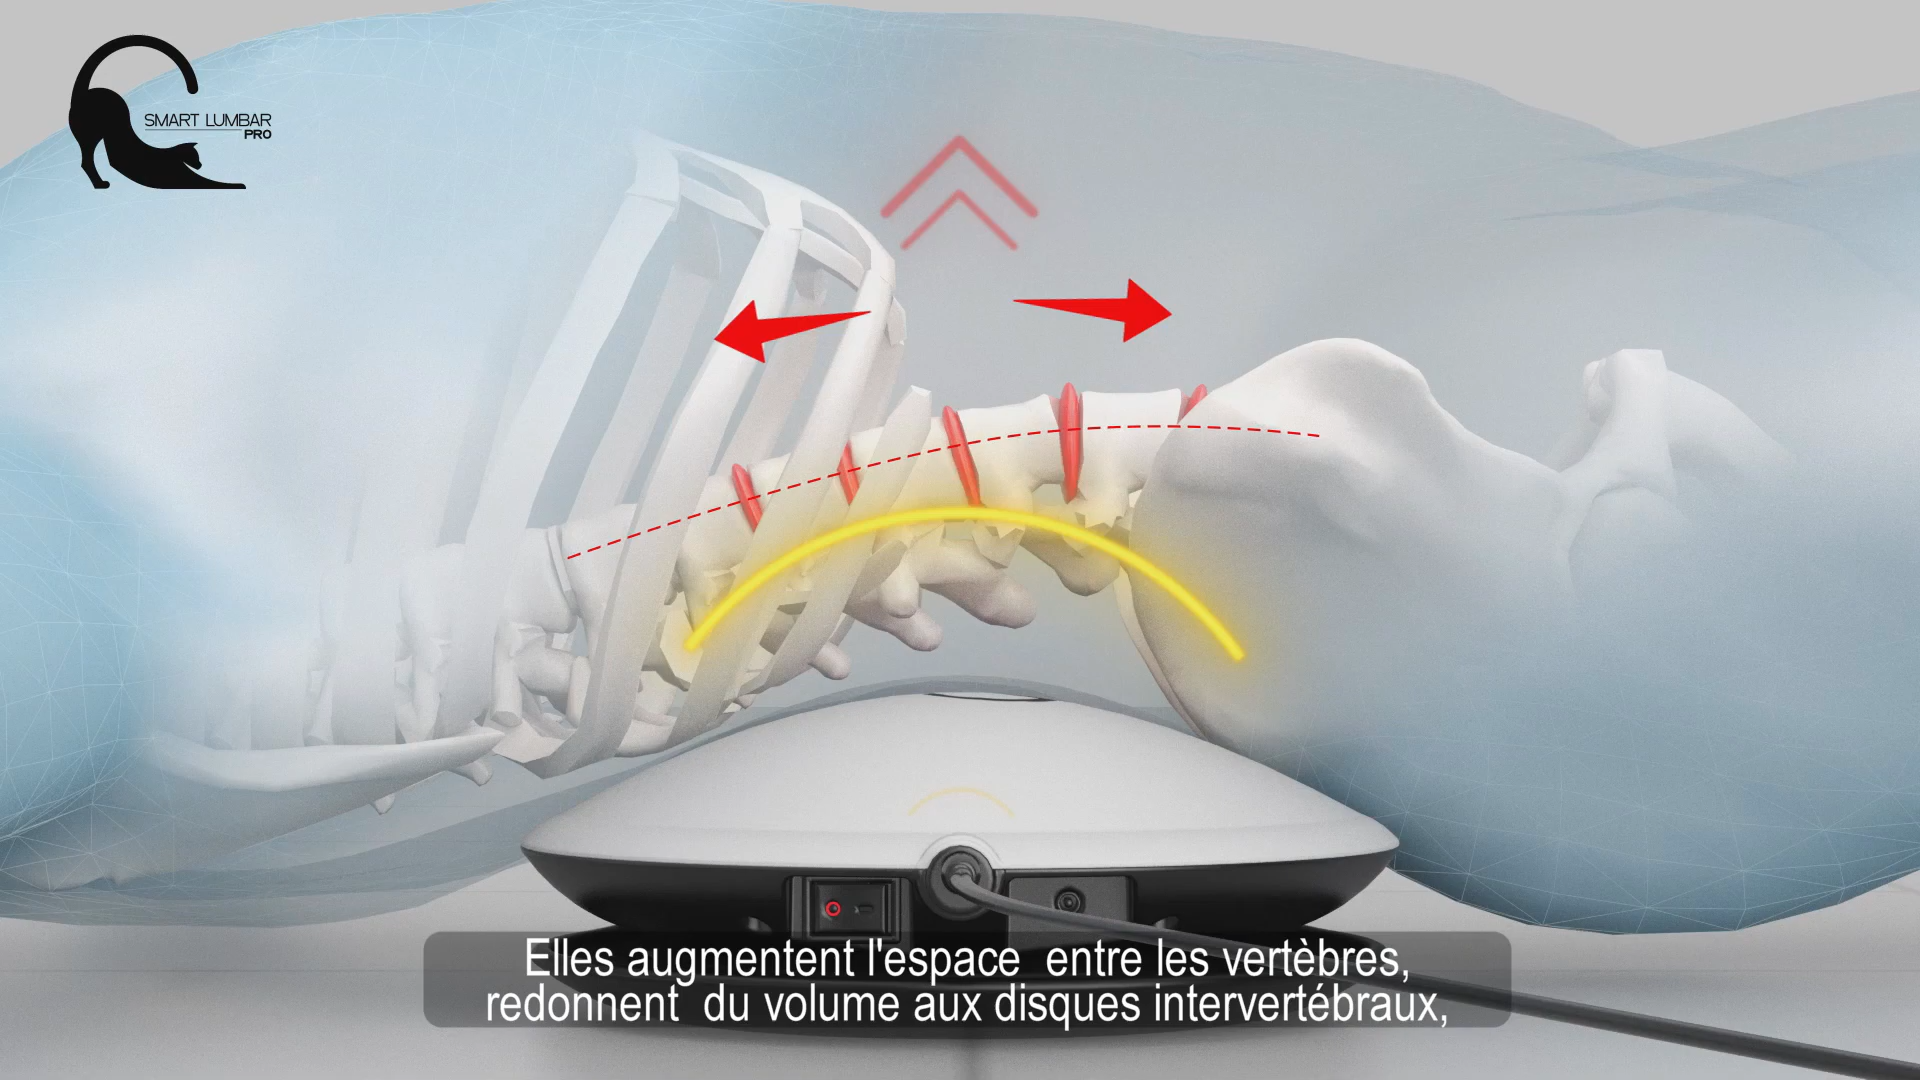 SMART LUMBAR
PRO
Elles augmentent l'espace entre les vertèbres,
redonnent du volume aux disques intervertébraux,